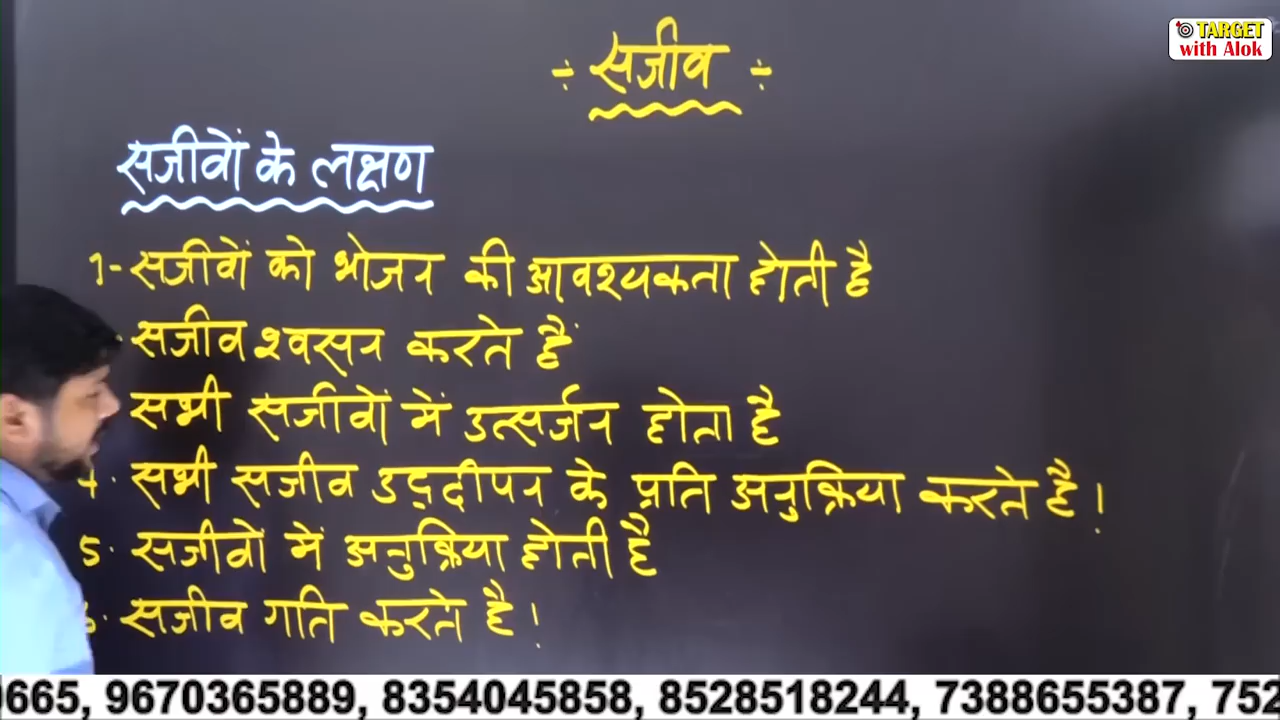 ÷ सजीव ÷
TARGET
with Alok
सजीवों के लक्षण
1- सजीवों को भोजन की आवश्यकता होती है
सजीव श्वसन करते हैं
सभी सजीवों में उत्सर्जन होता है
4. सभी सजीव उद्दीपन के प्रति अनुक्रिया करते है!
5. सजीवों में अनुक्रिया होती है
सजीव गति करते है!
0665, 9670365889, 8354045858, 8528518244, 7388655387, 752